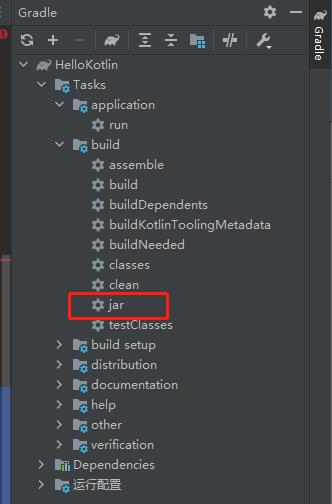 Gradle
Gradle
HelloKotlin
Tasks
application
run
build
assemble
build
buildDependents
buildKotlinToolingMetadata
buildNeeded
classes
clean
jar
testClasses
build setup
distribution
documentation
help
other
verification
Dependencies
运行配置